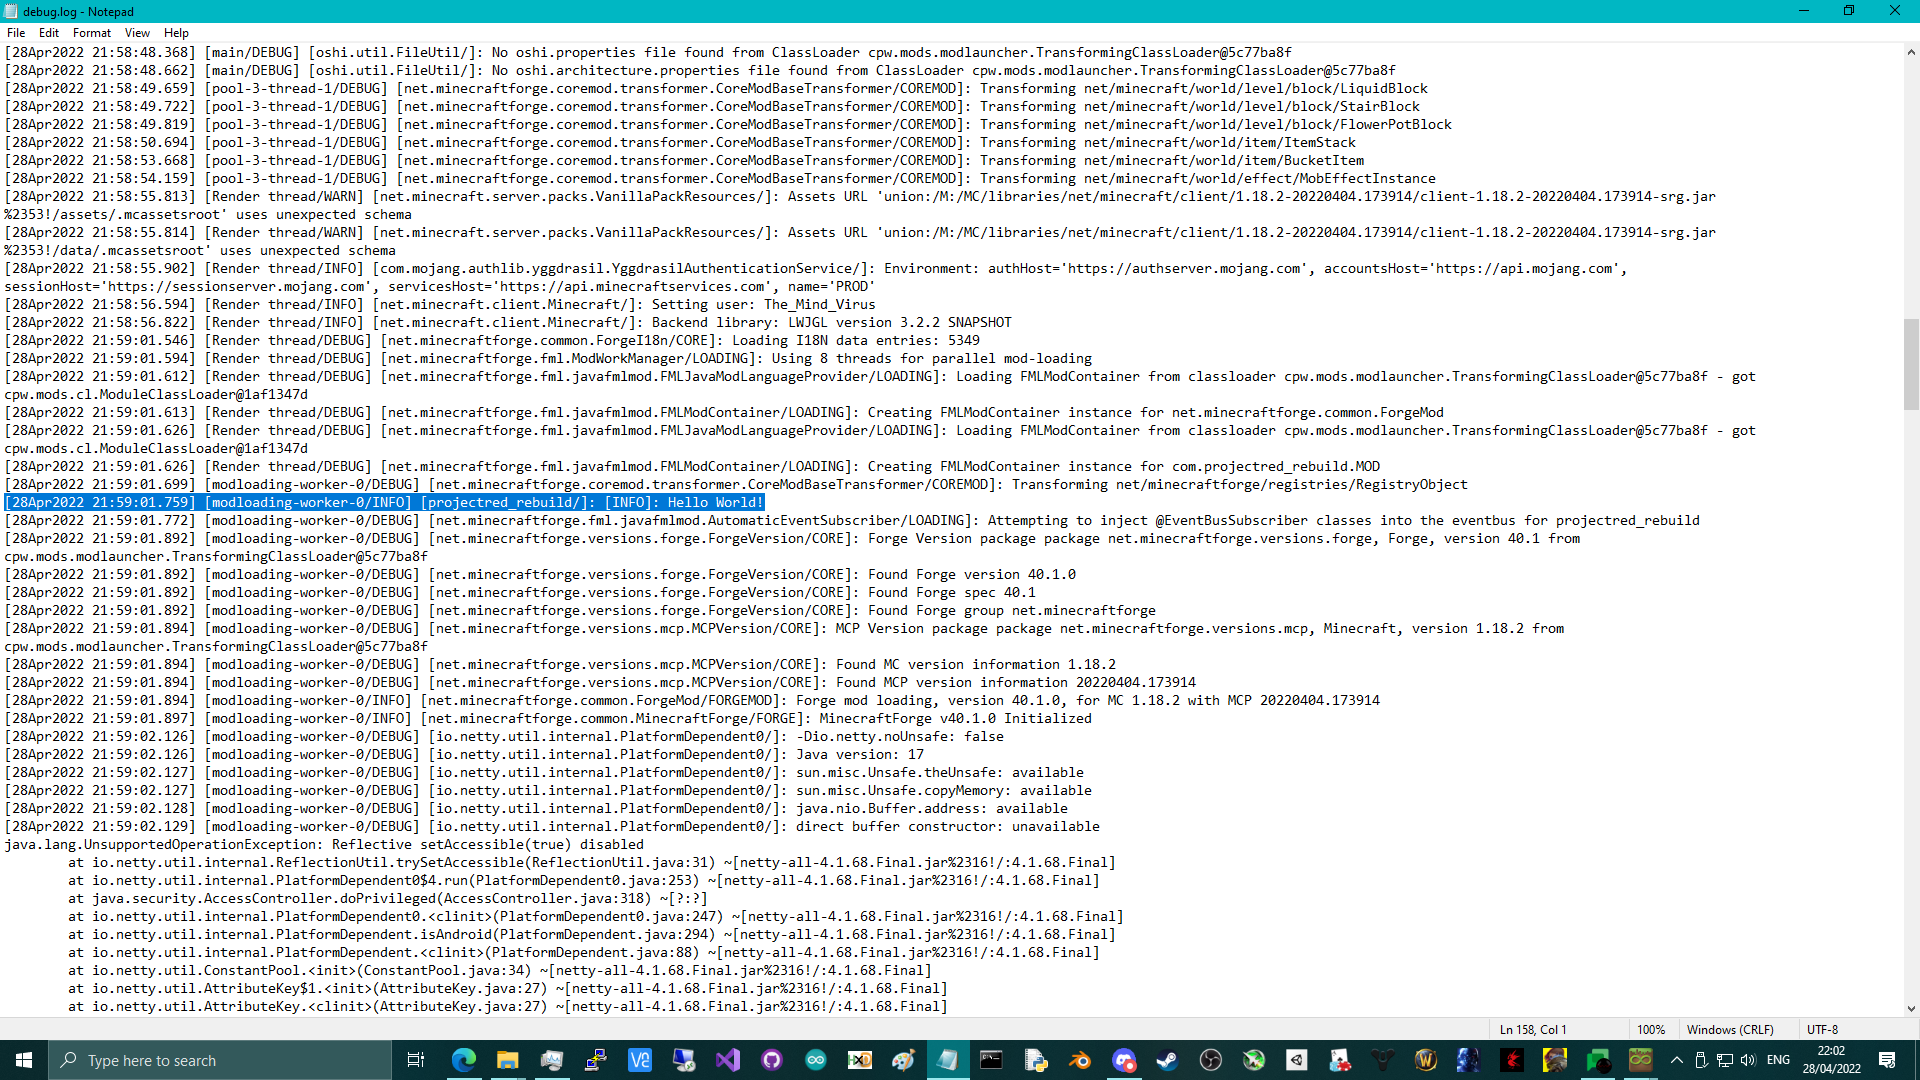 debug.log - Notepad
File Edit Format View Help
[28Apr2022 21:58:48.368] [main/DEBUG] [oshi.util.FileUtil/]: No oshi.properties file found from ClassLoader cpw.mods.modlauncher.TransformingClassLoader@5c77ba8f
[28Apr2022 21:58:48.662] [main/DEBUG] [oshi.util.FileUtil/]: No oshi.architecture.properties file found from ClassLoader cpw.mods.modlauncher.TransformingClassLoader@5c77ba8f
[28Apr2022 21:58:49.659] [pool-3-thread-1/DEBUG] [net.minecraftforge.coremod.transformer.CoreModBaseTransformer/COREMOD]: Transforming net/minecraft/world/level/block/LiquidBlock
[28Apr2022 21:58:49.722] [pool-3-thread-1/DEBUG] [net.minecraftforge.coremod.transformer.CoreModBaseTransformer/COREMOD]: Transforming net/minecraft/world/level/block/StairBlock
[28Apr2022 21:58:49.819] [pool-3-thread-1/DEBUG] [net.minecraftforge.coremod.transformer.CoreModBaseTransformer/COREMOD]: Transforming net/minecraft/world/level/block/FlowerPotBlock
[28Apr2022 21:58:50.694] [pool-3-thread-1/DEBUG] [net.minecraftforge.coremod.transformer.CoreModBaseTransformer/COREMOD]: Transforming net/minecraft/world/item/ItemStack
[28Apr2022 21:58:53.668] [pool-3-thread-1/DEBUG] [net.minecraftforge.coremod.transformer.CoreModBaseTransformer/COREMOD]: Transforming net/minecraft/world/item/BucketItem
[28Apr2022 21:58:54.159] [pool-3-thread-1/DEBUG] [net.minecraftforge.coremod.transformer.CoreModBaseTransformer/COREMOD]: Transforming net/minecraft/world/effect/MobEffectInstance
[28Apr2022 21:58:55.813] [Render thread/WARN] [net.minecraft.server.packs.VanillaPackResources/]: Assets URL 'union:/M:/MC/libraries/net/minecraft/client/1.18.2-20220404.173914/client-1.18.2-20220404.173914-srg.jar
%2353!/assets/.mcassetsroot' uses unexpected schema
[28Apr2022 21:58:55.814] [Render thread/WARN] [net.minecraft.server.packs.VanillaPackResources/]: Assets URL 'union:/M:/MC/libraries/net/minecraft/client/1.18.2-20220404.173914/client-1.18.2-20220404.173914-srg.jar
%2353!/data/.mcassetsroot' uses unexpected schema
[28Apr2022 21:58:55.902] [Render thread/INFO] [com.mojang.authlib.yggdrasil.YggdrasilAuthenticationService/]: Environment: authHost='https://authserver.mojang.com', accountsHost='https://api.mojang.com',
sessionHost='https://sessionserver.mojang.com', servicesHost='https://api.minecraftservices.com', name='PROD'
[28Apr2022 21:58:56.594] [Render thread/INFO] [net.minecraft.client.Minecraft/]: Setting user: The_Mind_Virus
[28Apr2022 21:58:56.822] [Render thread/INFO] [net.minecraft.client.Minecraft/]: Backend library: LWJGL version 3.2.2 SNAPSHOT
[28Apr2022 21:59:01.546] [Render thread/DEBUG] [net.minecraftforge.common.ForgeI18n/CORE]: Loading I18N data entries: 5349
[28Apr2022 21:59:01.594] [Render thread/DEBUG] [net.minecraftforge.fml.ModWorkManager/LOADING]: Using 8 threads for parallel mod-loading
[28Apr2022 21:59:01.612] [Render thread/DEBUG] [net.minecraftforge.fml.javafmlmod.FMLJavaModLanguageProvider/LOADING]: Loading FMLModContainer from classloader cpw.mods.modlauncher.TransformingClassLoader@5c77ba8f - got
cpw.mods.cl.ModuleClassLoader@1af1347d
[28Apr2022 21:59:01.613] [Render thread/DEBUG] [net.minecraftforge.fml.javafmlmod.FMLModContainer/LOADING]: Creating FMLModContainer instance for net.minecraftforge.common.ForgeMod
[28Apr2022 21:59:01.626] [Render thread/DEBUG] [net.minecraftforge.fml.javafmlmod.FMLJavaModLanguageProvider/LOADING]: Loading FMLModContainer from classloader cpw.mods.modlauncher.TransformingClassLoader@5c77ba8f - got
cpw.mods.cl.ModuleClassLoader@1af1347d
[28Apr2022 21:59:01.626] [Render thread/DEBUG] [net.minecraftforge.fml.javafmlmod.FMLModContainer/LOADING]: Creating FMLModContainer instance for com.projectred_rebuild.MOD
[28Apr2022 21:59:01.699] [modloading-worker-0/DEBUG] [net.minecraftforge.coremod.transformer.CoreModBaseTransformer/COREMOD]: Transforming net/minecraftforge/registries/RegistryObject
[28Apr2022 21:59:01.759] [modloading-worker-0/INFO] [projectred_rebuild/]: [INFO]: Hello World!
[28Apr2022 21:59:01.772] [modloading-worker-0/DEBUG] [net.minecraftforge.fml.javafmlmod.AutomaticEventSubscriber/LOADING]: Attempting to inject @EventBusSubscriber classes into the eventbus for projectred_rebuild
[28Apr2022 21:59:01.892] [modloading-worker-0/DEBUG] [net.minecraftforge.versions.forge.ForgeVersion/CORE]: Forge Version package package net.minecraftforge.versions.forge, Forge, version 40.1 from
cpw.mods.modlauncher.TransformingClassLoader@5c77ba8f
[28Apr2022 21:59:01.892] [modloading-worker-0/DEBUG] [net.minecraftforge.versions.forge.ForgeVersion/CORE]: Found Forge version 40.1.0
[28Apr2022 21:59:01.892] [modloading-worker-0/DEBUG] [net.minecraftforge.versions.forge.ForgeVersion/CORE]: Found Forge spec 40.1
[28Apr2022 21:59:01.892] [modloading-worker-0/DEBUG] [net.minecraftforge.versions.forge.ForgeVersion/CORE]: Found Forge group net.minecraftforge
[28Apr2022 21:59:01.894] [modloading-worker-0/DEBUG] [net.minecraftforge.versions.mcp.MCPVersion/CORE]: MCP Version package package net.minecraftforge.versions.mcp, Minecraft, version 1.18.2 from
cpw.mods.modlauncher.TransformingClassLoader@5c77ba8f
[28Apr2022 21:59:01.894] [modloading-worker-0/DEBUG] [net.minecraftforge.versions.mcp.MCPVersion/CORE]: Found MC version information 1.18.2
[28Apr2022 21:59:01.894] [modloading-worker-0/DEBUG] [net.minecraftforge.versions.mcp.MCPVersion/CORE]: Found MCP version information 20220404.173914
[28Apr2022 21:59:01.894] [modloading-worker-0/INFO] [net.minecraftforge.common.ForgeMod/FORGEMOD]: Forge mod loading, version 40.1.0, for MC 1.18.2 with MCP 20220404.173914
[28Apr2022 21:59:01.897] [modloading-worker-0/INFO] [net.minecraftforge.common.MinecraftForge/FORGE]: MinecraftForge v40.1.0 Initialized
[28Apr2022 21:59:02.126] [modloading-worker-0/DEBUG] [io.netty.util.internal.PlatformDependent0/]: -Dio.netty.noUnsafe: false
[28Apr2022 21:59:02.126] [modloading-worker-0/DEBUG] [io.netty.util.internal.PlatformDependent0/]: Java version: 17
[28Apr2022 21:59:02.127] [modloading-worker-0/DEBUG] [io.netty.util.internal.PlatformDependent0/]: sun.misc.Unsafe.theUnsafe: available
[28Apr2022 21:59:02.127] [modloading-worker-0/DEBUG] [io.netty.util.internal.PlatformDependent0/]: sun.misc.Unsafe.copyMemory: available
[28Apr2022 21:59:02.128] [modloading-worker-0/DEBUG] [io.netty.util.internal.PlatformDependent0/]: java.nio.Buffer.address: available
[28Apr2022 21:59:02.129] [modloading-worker-0/DEBUG] [io.netty.util.internal.PlatformDependent0/]: direct buffer constructor: unavailable
java.lang.UnsupportedOperationException: Reflective setAccessible(true) disabled
at io.netty.util.internal.ReflectionUtil.trySetAccessible(ReflectionUtil.java:31) ~[netty-all-4.1.68.Final.jar%2316!/:4.1.68.Final]
at io.netty.util.internal.PlatformDependent0$4.run(PlatformDependent0.java:253) ~[netty-all-4.1.68.Final.jar%2316!/:4.1.68.Final]
at java.security.AccessController.doPrivileged(AccessController.java:318) ~[?:?]
at io.netty.util.internal.PlatformDependent0.<clinit>(PlatformDependent0.java:247) ~[netty-all-4.1.68.Final.jar%2316!/:4.1.68.Final]
at io.netty.util.internal.PlatformDependent.isAndroid(PlatformDependent.java:294) ~[netty-all-4.1.68.Final.jar%2316!/:4.1.68.Final]
at io.netty.util.internal.PlatformDependent.<clinit>(PlatformDependent.java:88) ~[netty-all-4.1.68.Final.jar%2316!/:4.1.68.Final]
at io.netty.util.ConstantPool.<init>(ConstantPool.java:34) ~[netty-all-4.1.68.Final.jar%2316!/:4.1.68.Final]
at io.netty.util.AttributeKey$1.<init>(AttributeKey.java:27) ~[netty-all-4.1.68.Final.jar%2316!/:4.1.68.Final]
at io.netty.util.AttributeKey.<clinit>(AttributeKey.java:27) ~[netty-all-4.1.68.Final.jar%2316!/:4.1.68.Final]
Ln 158, Col 1 100% Windows (CRLF) UTF-8
Type here to search
ENG
22:02
28/04/2022